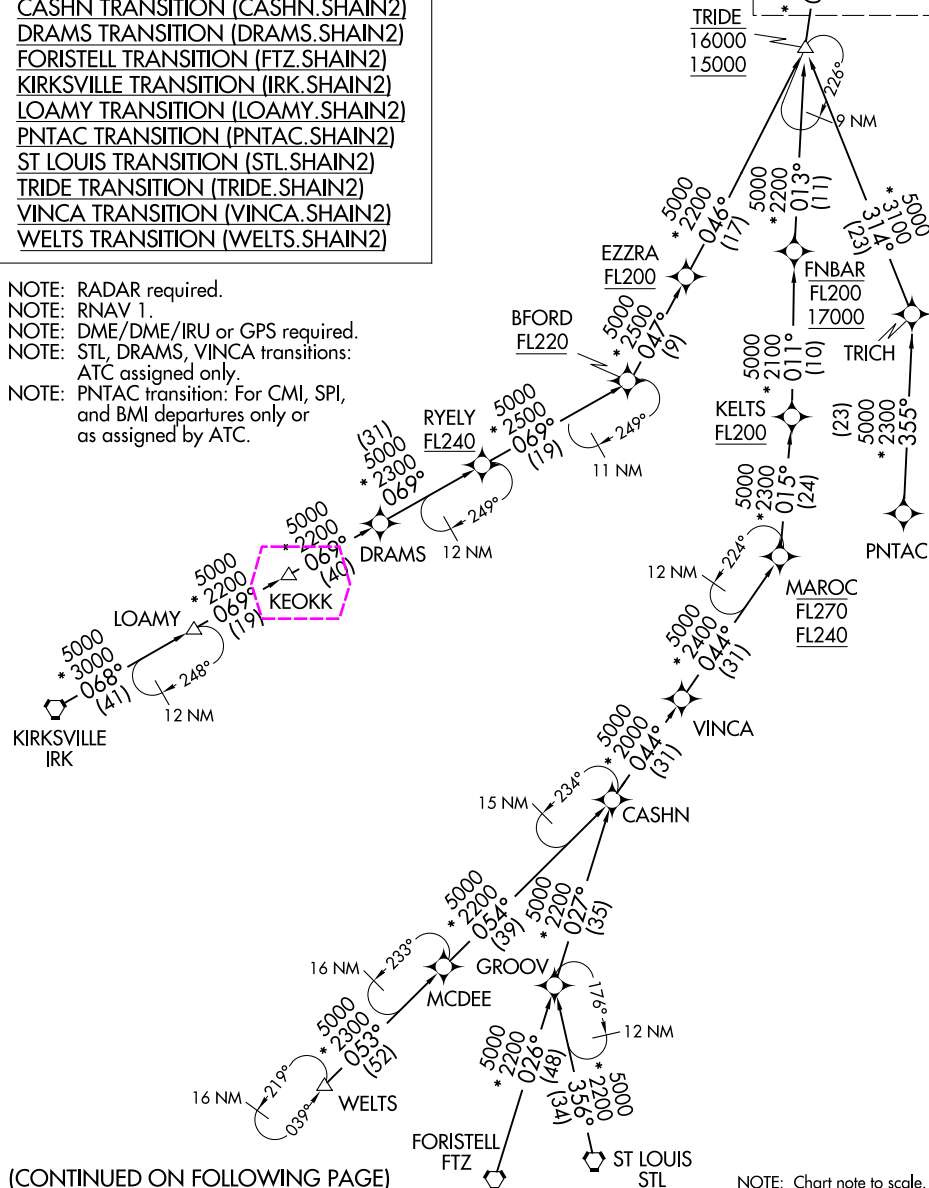 CASHN TRANSITION (CASHN.SHAIN2)
DRAMS TRANSITION (DRAMS.SHAIN2)
FORISTELL TRANSITION (FTZ.SHAIN2)
KIRKSVILLE TRANSITION (IRK.SHAIN2)
LOAMY TRANSITION (LOAMY.SHAIN2)
PNTAC TRANSITION (PNTAC.SHAIN2)
ST LOUIS TRANSITION (STL.SHAIN2)
TRIDE TRANSITION (TRIDE.SHAIN2)
VINCA TRANSITION (VINCA.SHAIN2)
WELTS TRANSITION (WELTS.SHAIN2)
NOTE: RADAR required.
NOTE: RNAV 1.
NOTE: DME/DME/IRU or GPS required.
NOTE: STL, DRAMS, VINCA transitions:
ATC assigned only.
NOTE: PNTAC transition: For CMI, SPI,
and BMI departures only or
as assigned by ATC.
*
TRIDE
16000
15000
226°
9 NM
5000
*2200
046°
(17)
5000
*2200
013°
(11)
5000
*3100
314°
(23)
EZZRA
FL200
FNBAR
FL200
17000
TRICH
BFORD
FL220
5000
*2500
047°
(9)
249°
11 NM
5000
*2100
011°
(10)
KELTS
FL200
(23)
5000
*2300
355°
PNTAC
RYELY
FL240
5000
*2500
069°
(19)
249°
12 NM
(31)
5000
*2300
069°
DRAMS
5000
*2300
015°
(24)
224°
12 NM
MAROC
FL270
FL240
5000
*2200
069°
(40)
KEOKK
5000
*2200
069°
(19)
LOAMY
248°
12 NM
5000
*3000
068°
(41)
KIRKSVILLE
IRK
5000
*2400
044°
(31)
VINCA
5000
*2000
044°
(31)
234°
15 NM
CASHN
5000
*2200
054°
(39)
5000
*2200
027°
(35)
233°
16 NM
MCDEE
GROOV
176°
12 NM
5000
*2300
053°
(52)
219°
039°
16 NM
WELTS
5000
*2200
026°
(48)
5000
*2200
356°
(34)
FORISTELL
FTZ
ST LOUIS
STL
(CONTINUED ON FOLLOWING PAGE)
NOTE: Chart note to scale.